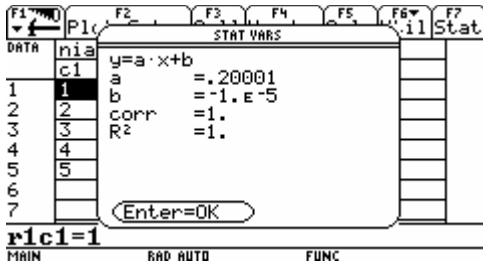 F1 F2 F3 F4 F5 F6 F7
Stat
STAT VARS
DATA
nia
c1
y=a·x+b
a =.20001
b =-1.E-5
corr =1.
R² =1.
1 1
2 2
3 3
4 4
5 5
6
7
Enter=OK
r1c1=1
MAIN RAD AUTO FUNC